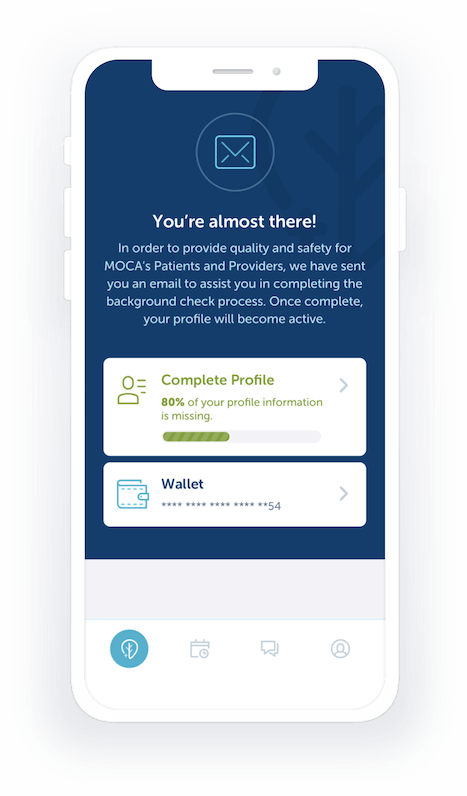 You're almost there!
In order to provide quality and safety for
MOCA's Patients and Providers, we have sent
you an email to assist you in completing the
background check process. Once complete,
your profile will become active.
Complete Profile
80% of your profile information
is missing.
Wallet
**** **** **** **** **54